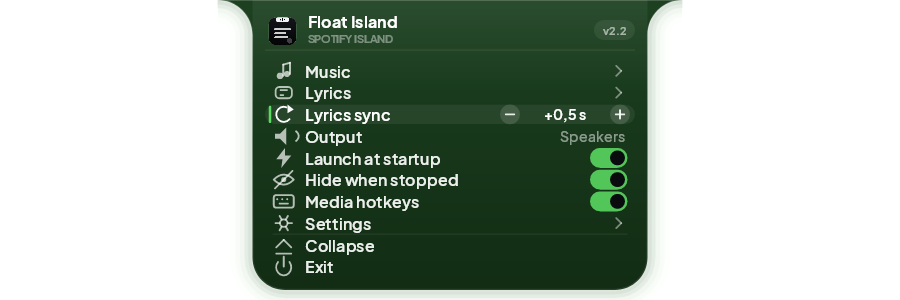 Float Island
SPOTIFY ISLAND
v2.2
Music
Lyrics
Lyrics sync
+0,5 s
Output
Speakers
Launch at startup
Hide when stopped
Media hotkeys
Settings
Collapse
Exit